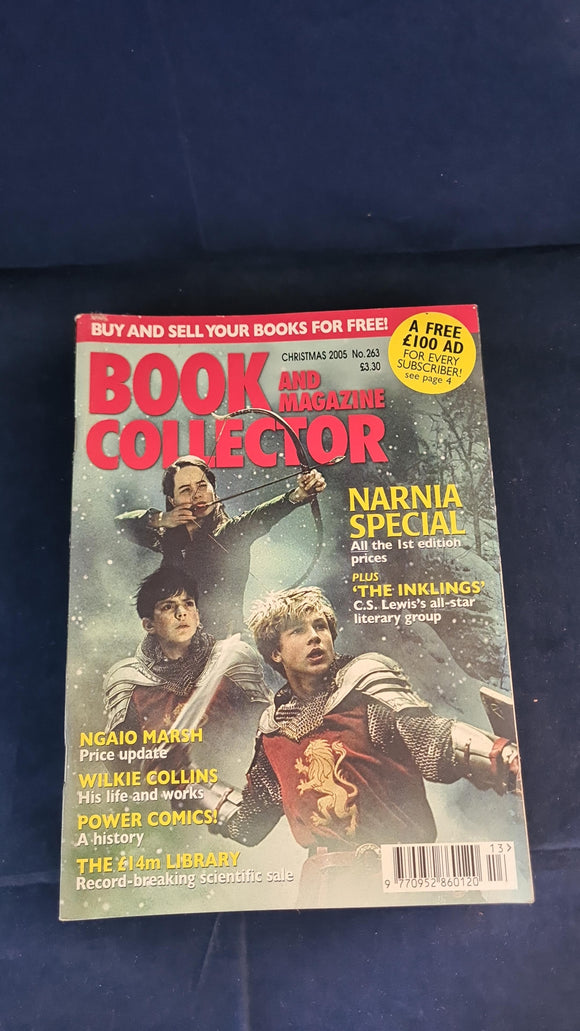 BUY AND SELL YOUR BOOKS FOR FREE!
A FREE
£100 AD
FOR EVERY
SUBSCRIBER!
see page 4
CHRISTMAS 2005 No.263
£3.30
BOOK AND
MAGAZINE
COLLECTOR
NARNIA
SPECIAL
All the 1st edition
prices
PLUS
'THE INKLINGS'
C.S. Lewis's all-star
literary group
NGAIO MARSH
Price update
WILKIE COLLINS
His life and works
POWER COMICS!
A history
THE £14m LIBRARY
Record-breaking scientific sale
13>
9 770952 860120